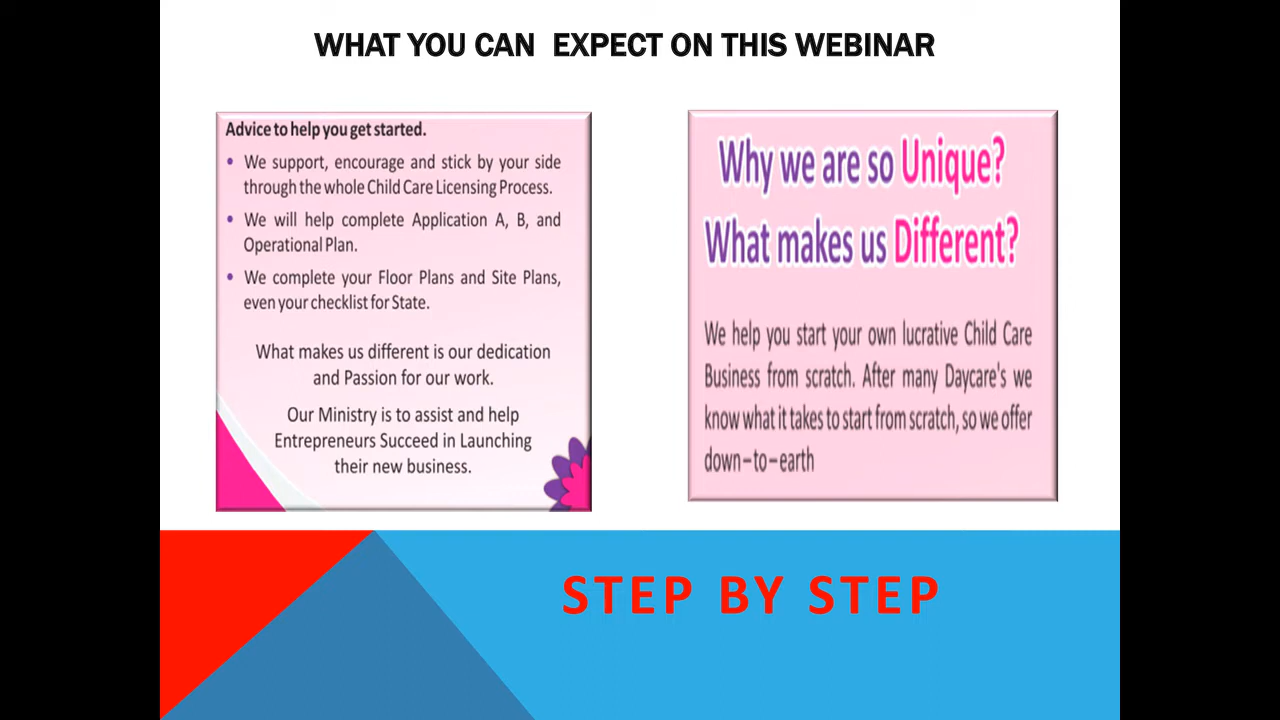 WHAT YOU CAN EXPECT ON THIS WEBINAR
Advice to help you get started.
• We support, encourage and stick by your side
through the whole Child Care Licensing Process.
• We will help complete Application A, B, and
Operational Plan.
• We complete your Floor Plans and Site Plans,
even your checklist for State.
What makes us different is our dedication
and Passion for our work.
Our Ministry is to assist and help
Entrepreneurs Succeed in Launching
their new business.
Why we are so Unique?
What makes us Different?
We help you start your own lucrative Child Care
Business from scratch. After many Daycare's we
know what it takes to start from scratch, so we offer
down–to–earth
STEP BY STEP